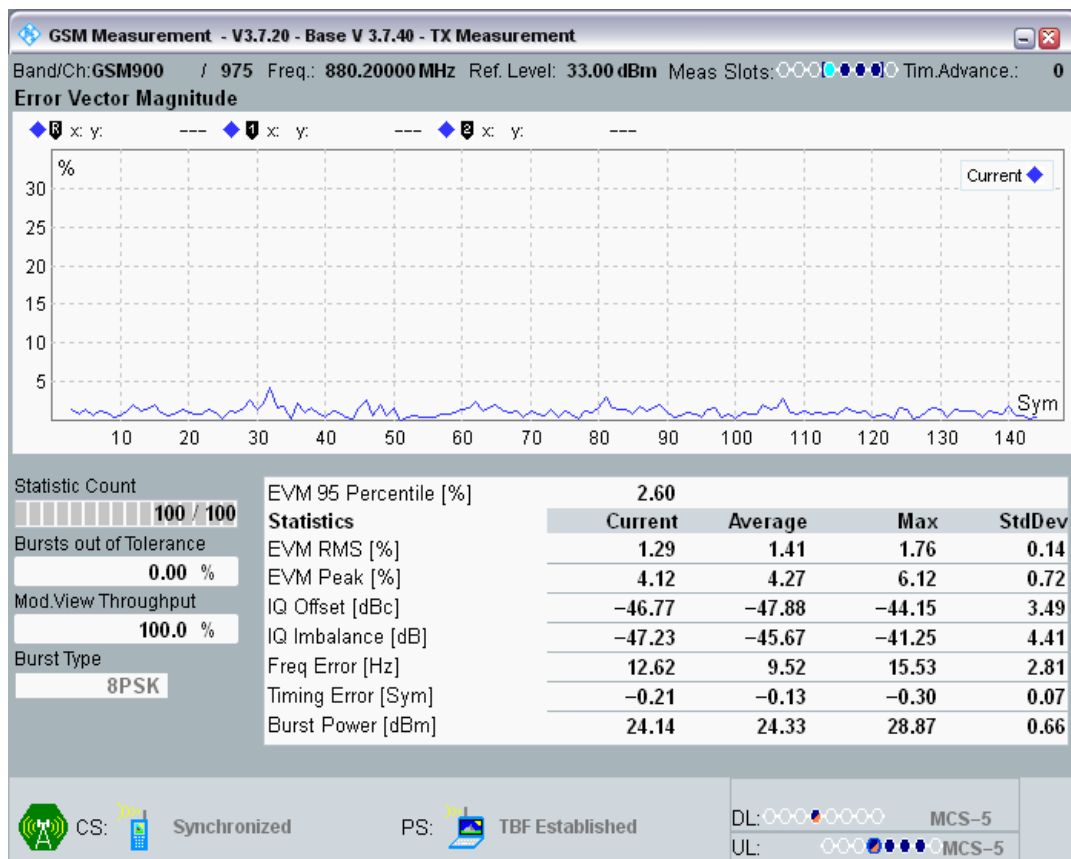 GSM Measurement - V3.7.20 - Base V 3.7.40 - TX Measurement
Band/Ch:GSM900 / 975 Freq.: 880.20000 MHz Ref. Level: 33.00 dBm Meas Slots: Tim.Advance.: 0
Error Vector Magnitude
R x: y: --- 1 x: y: --- 2 x: y: ---
%
Current
30
25
20
15
10
5
Sym
10 20 30 40 50 60 70 80 90 100 110 120 130 140
Statistic Count
100 / 100
Bursts out of Tolerance
0.00 %
Mod.View Throughput
100.0 %
Burst Type
8PSK
EVM 95 Percentile [%] 2.60
Statistics Current Average Max StdDev
EVM RMS [%] 1.29 1.41 1.76 0.14
EVM Peak [%] 4.12 4.27 6.12 0.72
IQ Offset [dBc] −46.77 −47.88 −44.15 3.49
IQ Imbalance [dB] −47.23 −45.67 −41.25 4.41
Freq Error [Hz] 12.62 9.52 15.53 2.81
Timing Error [Sym] −0.21 −0.13 −0.30 0.07
Burst Power [dBm] 24.14 24.33 28.87 0.66
CS: Synchronized PS: TBF Established
DL: MCS−5
UL: MCS−5